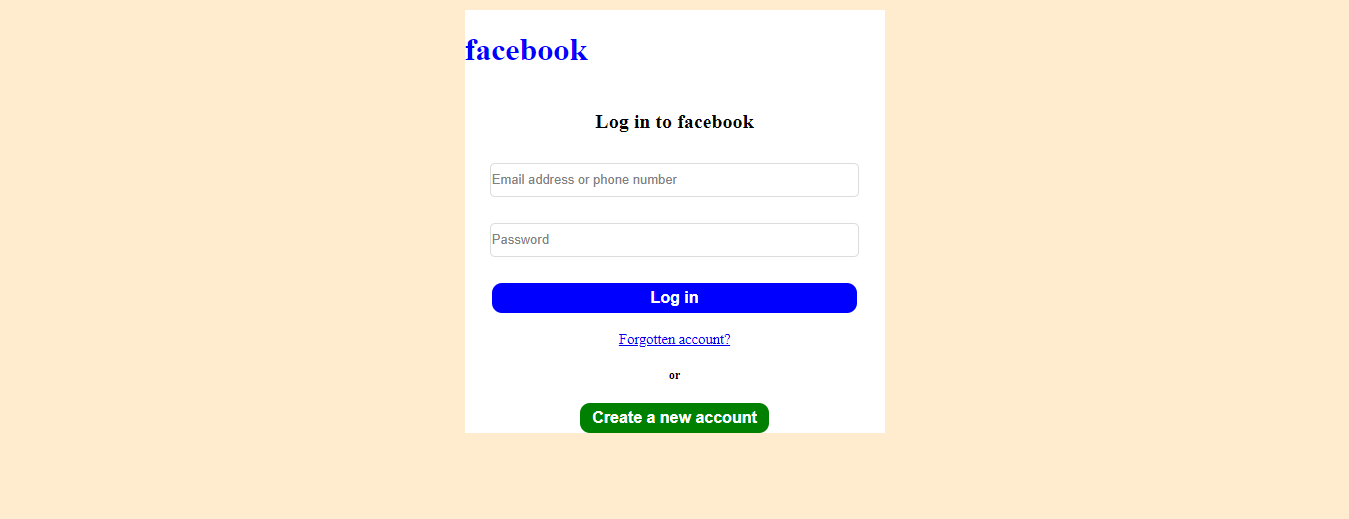 facebook
Log in to facebook
Email address or phone number
Password
Log in
Forgotten account?
or
Create a new account